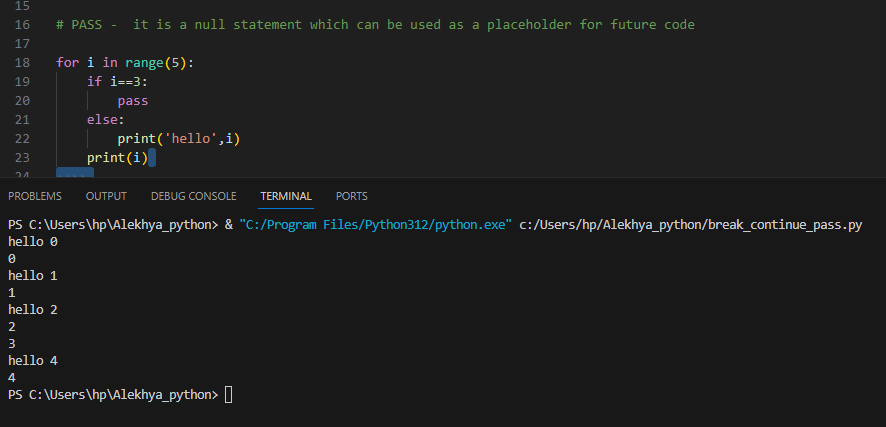 15
16 # PASS -  it is a null statement which can be used as a placeholder for future code
17
18 for i in range(5):
19     if i==3:
20         pass
21     else:
22         print('hello',i)
23     print(i)
24
PROBLEMS OUTPUT DEBUG CONSOLE TERMINAL PORTS
PS C:\Users\hp\Alekhya_python> & "C:/Program Files/Python312/python.exe" c:/Users/hp/Alekhya_python/break_continue_pass.py
hello 0
0
hello 1
1
hello 2
2
3
hello 4
4
PS C:\Users\hp\Alekhya_python>